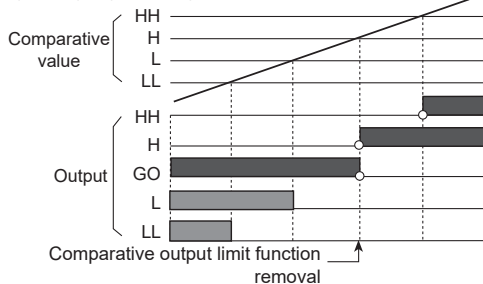 HH
H
L
LL
Comparative
value
HH
H
GO
L
LL
Output
Comparative output limit function
removal